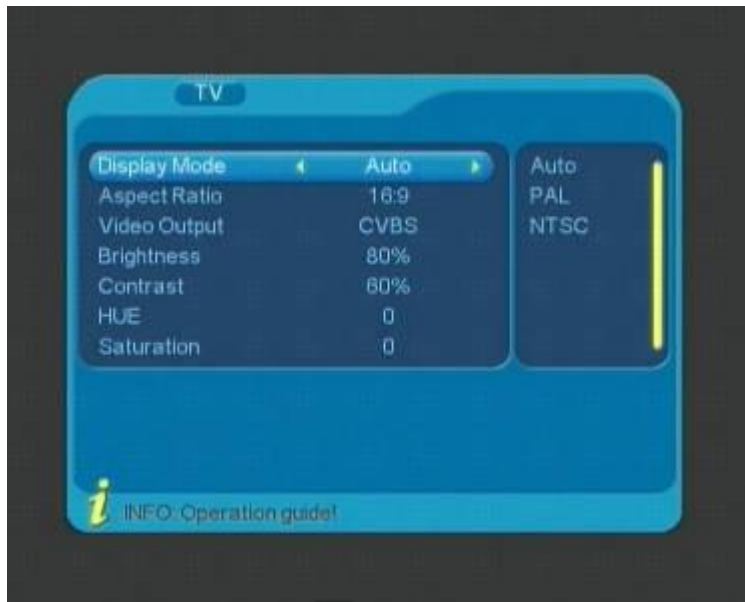 TV
Display Mode Auto
Aspect Ratio 16:9
Video Output CVBS
Brightness 80%
Contrast 60%
HUE 0
Saturation 0
Auto
PAL
NTSC
INFO: Operation guide!